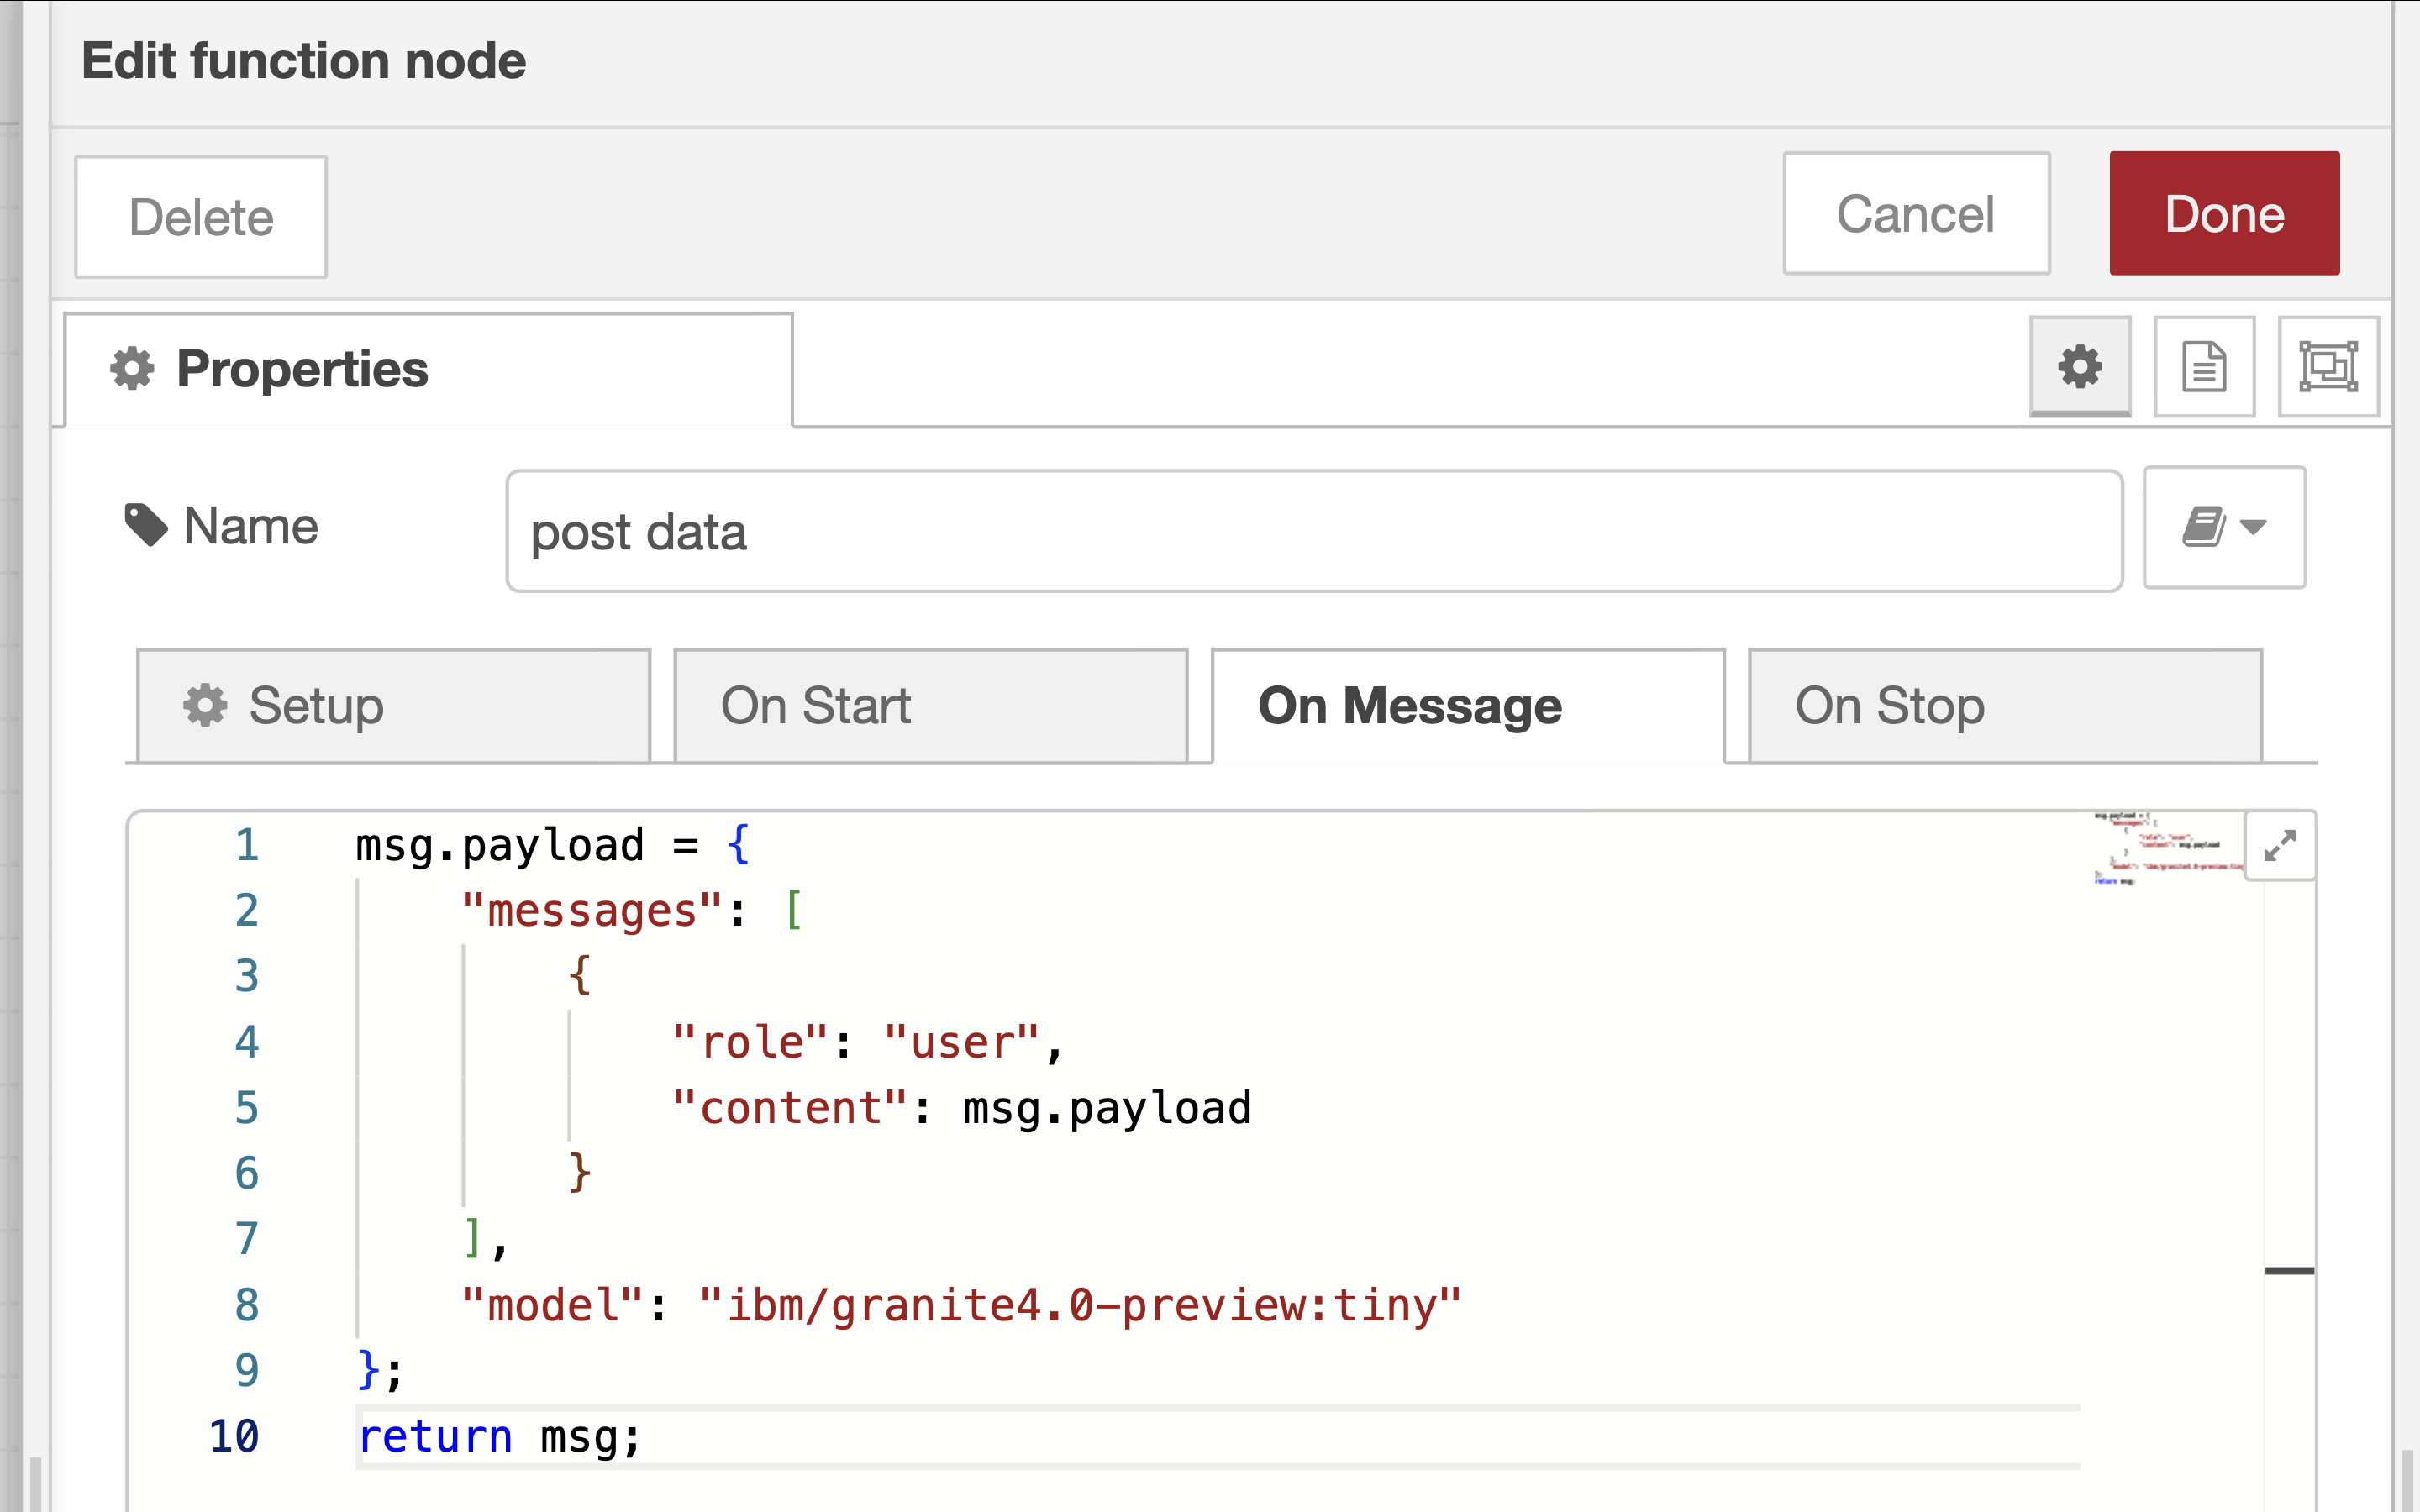 Edit function node
Delete Cancel Done
Properties
Name post data
Setup On Start On Message On Stop
1 msg.payload = {
2 "messages": [
3 {
4 "role": "user",
5 "content": msg.payload
6 }
7 ],
8 "model": "ibm/granite4.0-preview:tiny"
9 };
10 return msg;